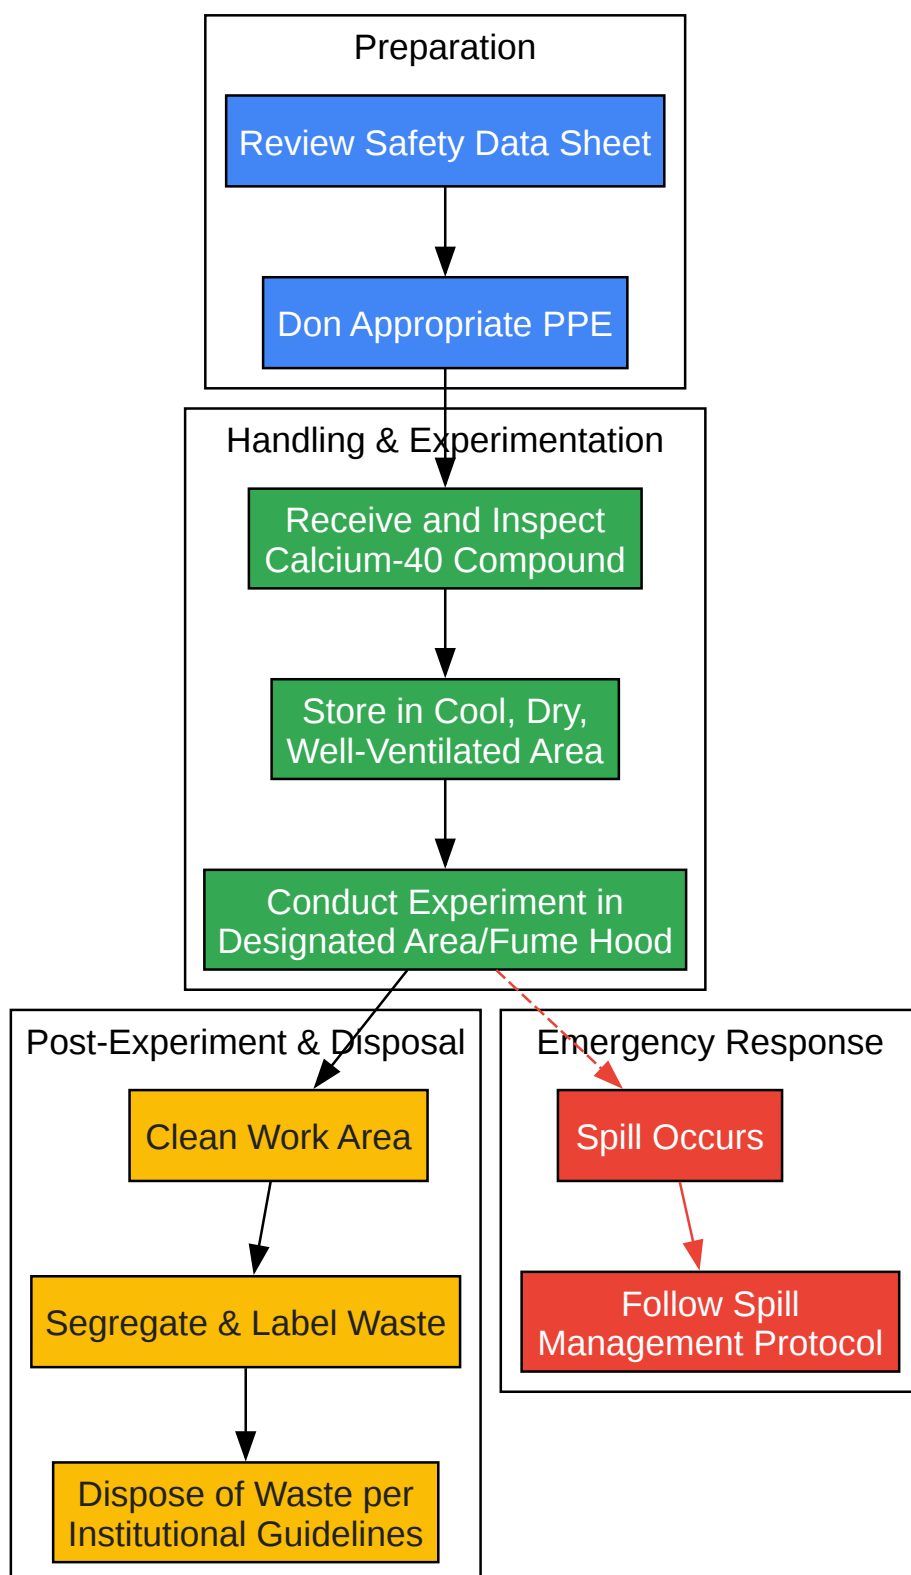 Preparation
Review Safety Data Sheet
Don Appropriate PPE
Handling & Experimentation
Receive and Inspect
Calcium-40 Compound
Store in Cool, Dry,
Well-Ventilated Area
Conduct Experiment in
Designated Area/Fume Hood
Post-Experiment & Disposal
Clean Work Area
Segregate & Label Waste
Dispose of Waste per
Institutional Guidelines
Emergency Response
Spill Occurs
Follow Spill
Management Protocol